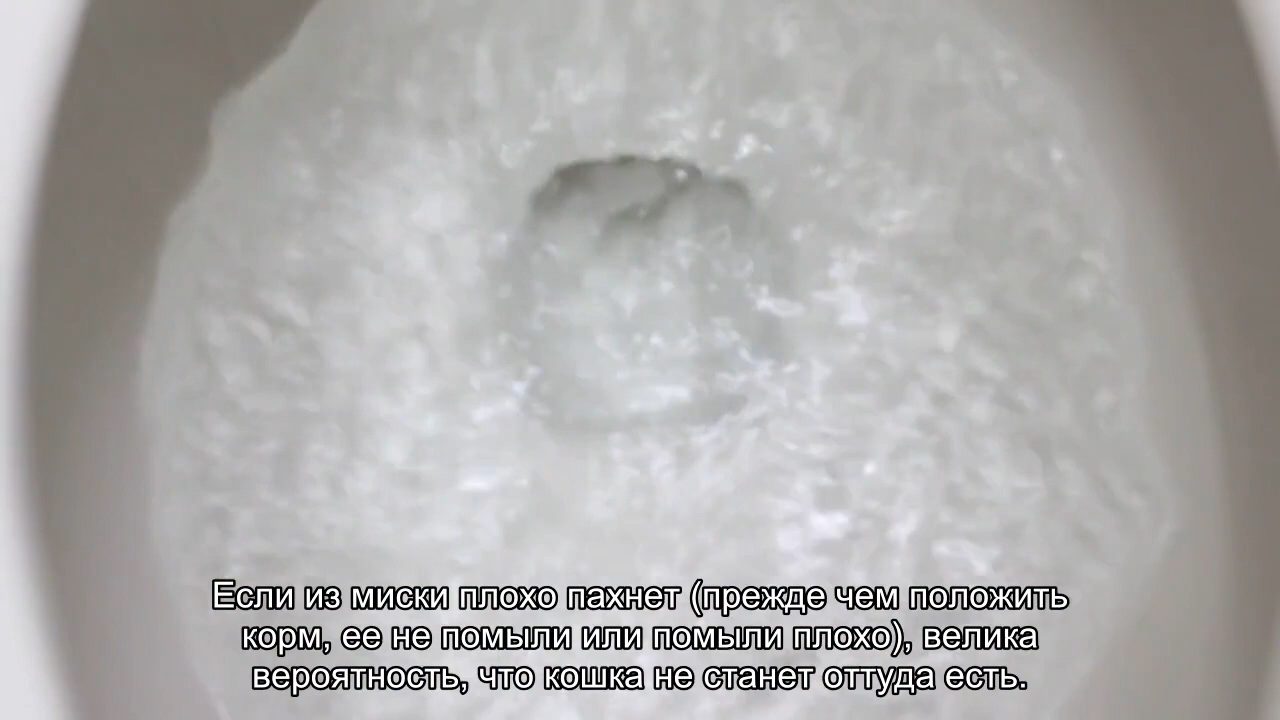 Если из миски плохо пахнет (прежде чем положить
корм, ее не помыли или помыли плохо), велика
вероятность, что кошка не станет оттуда есть.